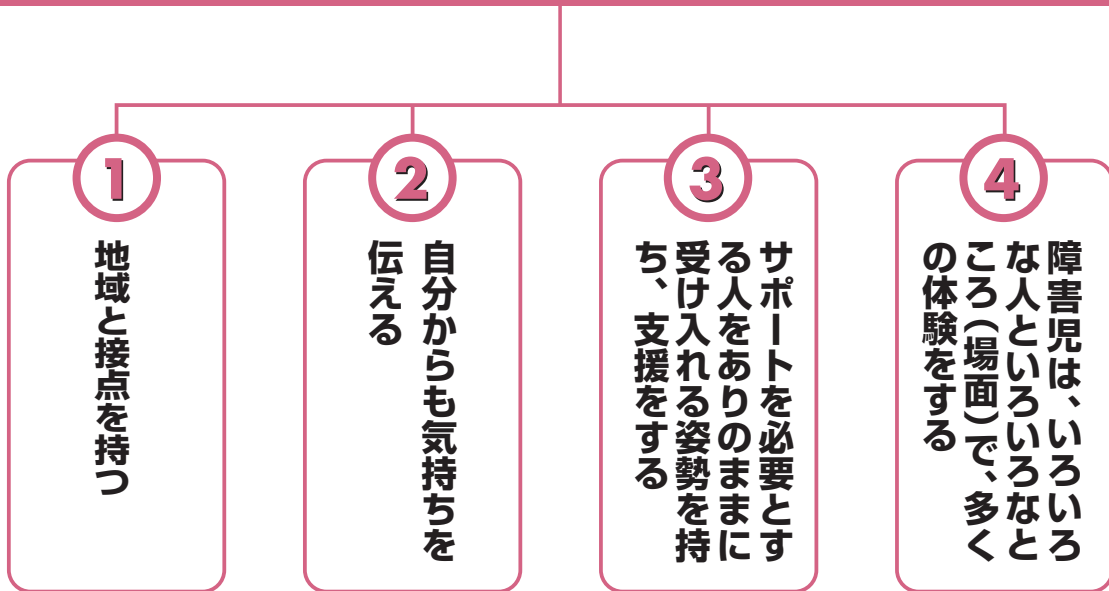 1
地域と接点を持つ
2
自分からも気持ちを
伝える
3
サポートを必要とす
る人をありのままに
受け入れる姿勢を持
ち、支援をする
4
障害児は、いろいろ
な人といろいろなと
ころ（場面）で、多く
の体験をする